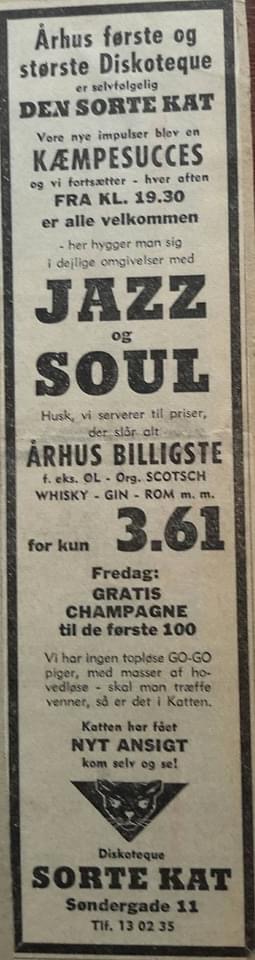 Århus første og
største Diskoteque
er selvfølgelig
DEN SORTE KAT
Vore nye impulser blev en
KÆMPESUCCES
og vi fortsætter - hver aften
FRA KL. 19.30
er alle velkommen
- her hygger man sig
i dejlige omgivelser med
JAZZ
og
SOUL
Husk, vi serverer til priser,
der slår alt
ÅRHUS BILLIGSTE
f. eks. ØL - Org. SCOTSCH
WHISKY - GIN - ROM m. m.
for kun 3.61
Fredag:
GRATIS
CHAMPAGNE
til de første 100
Vi har ingen topløse GO-GO
piger, med masser af ho-
vedløse - skal man træffe
venner, så er det i Katten.
Katten har fået
NYT ANSIGT
kom selv og se!
Diskoteque
SORTE KAT
Søndergade 11
Tlf. 13 02 35